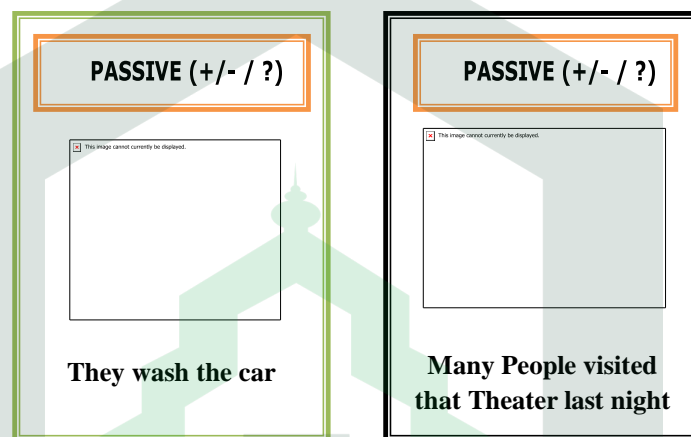 PASSIVE (+/- / ?)
This image cannot currently be displayed.
They wash the car
PASSIVE (+/- / ?)
This image cannot currently be displayed.
Many People visited
that Theater last night